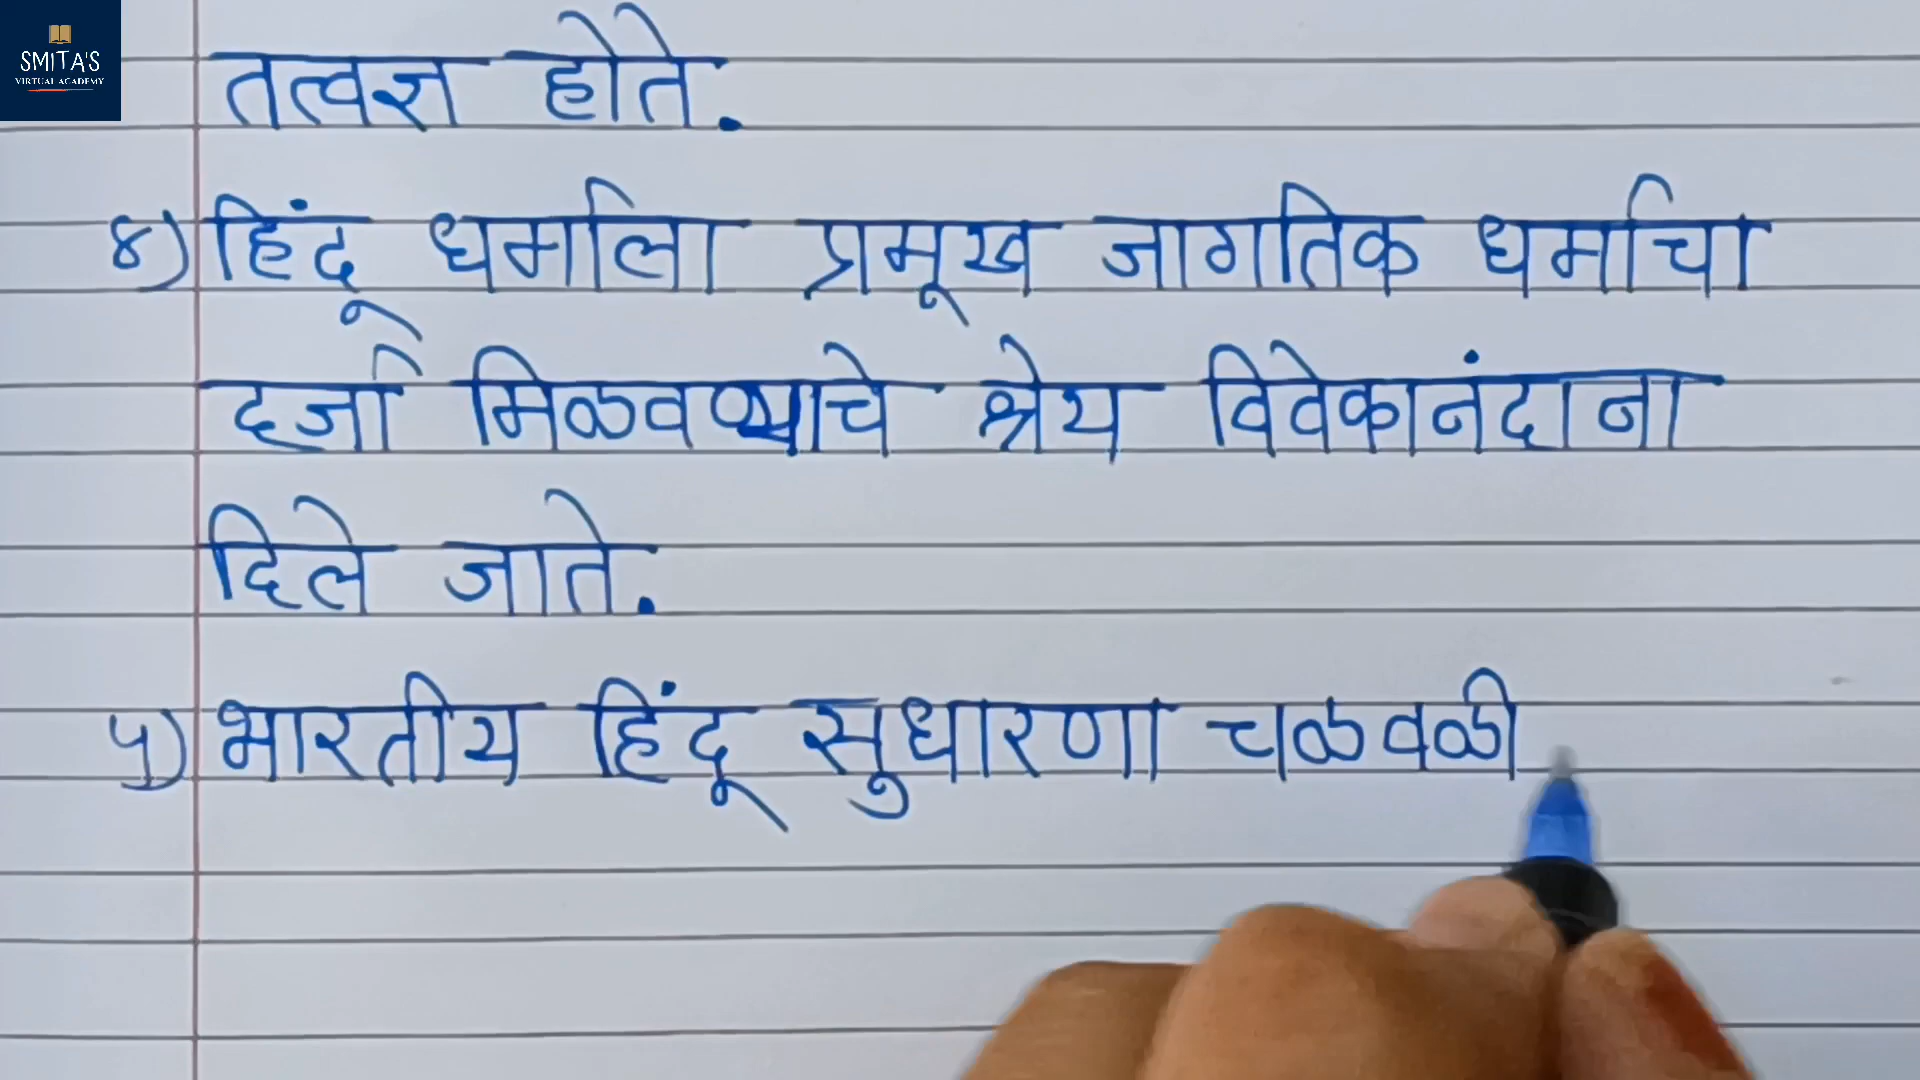 SMITA'S
VIRTUAL ACADEMY
तत्वज्ञ होते.
४) हिंदू धर्माला प्रमूख जागतिक धर्माचा
दर्जा मिळवण्याचे श्रेय विवेकानंदाना
दिले जाते.
५) भारतीय हिंदू सुधारणा चळवळी